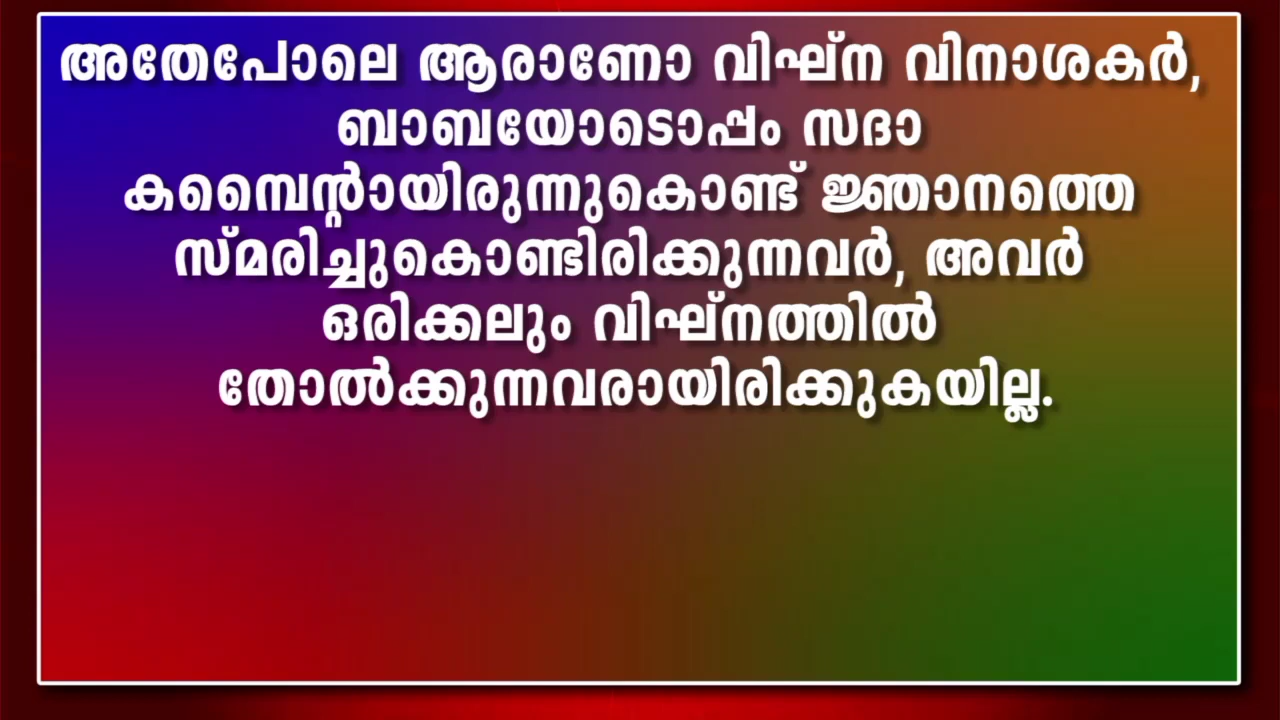 അതേപോലെ ആരാണോ വിഘ്ന വിനാശകർ,
ബാബയോടൊപ്പം സദാ
കമ്പൈന്റായിരുന്നുകൊണ്ട് ജ്ഞാനത്തെ
സ്മരിച്ചുകൊണ്ടിരിക്കുന്നവർ, അവർ
ഒരിക്കലും വിഘ്നത്തിൽ
തോൽക്കുന്നവരായിരിക്കുകയില്ല.